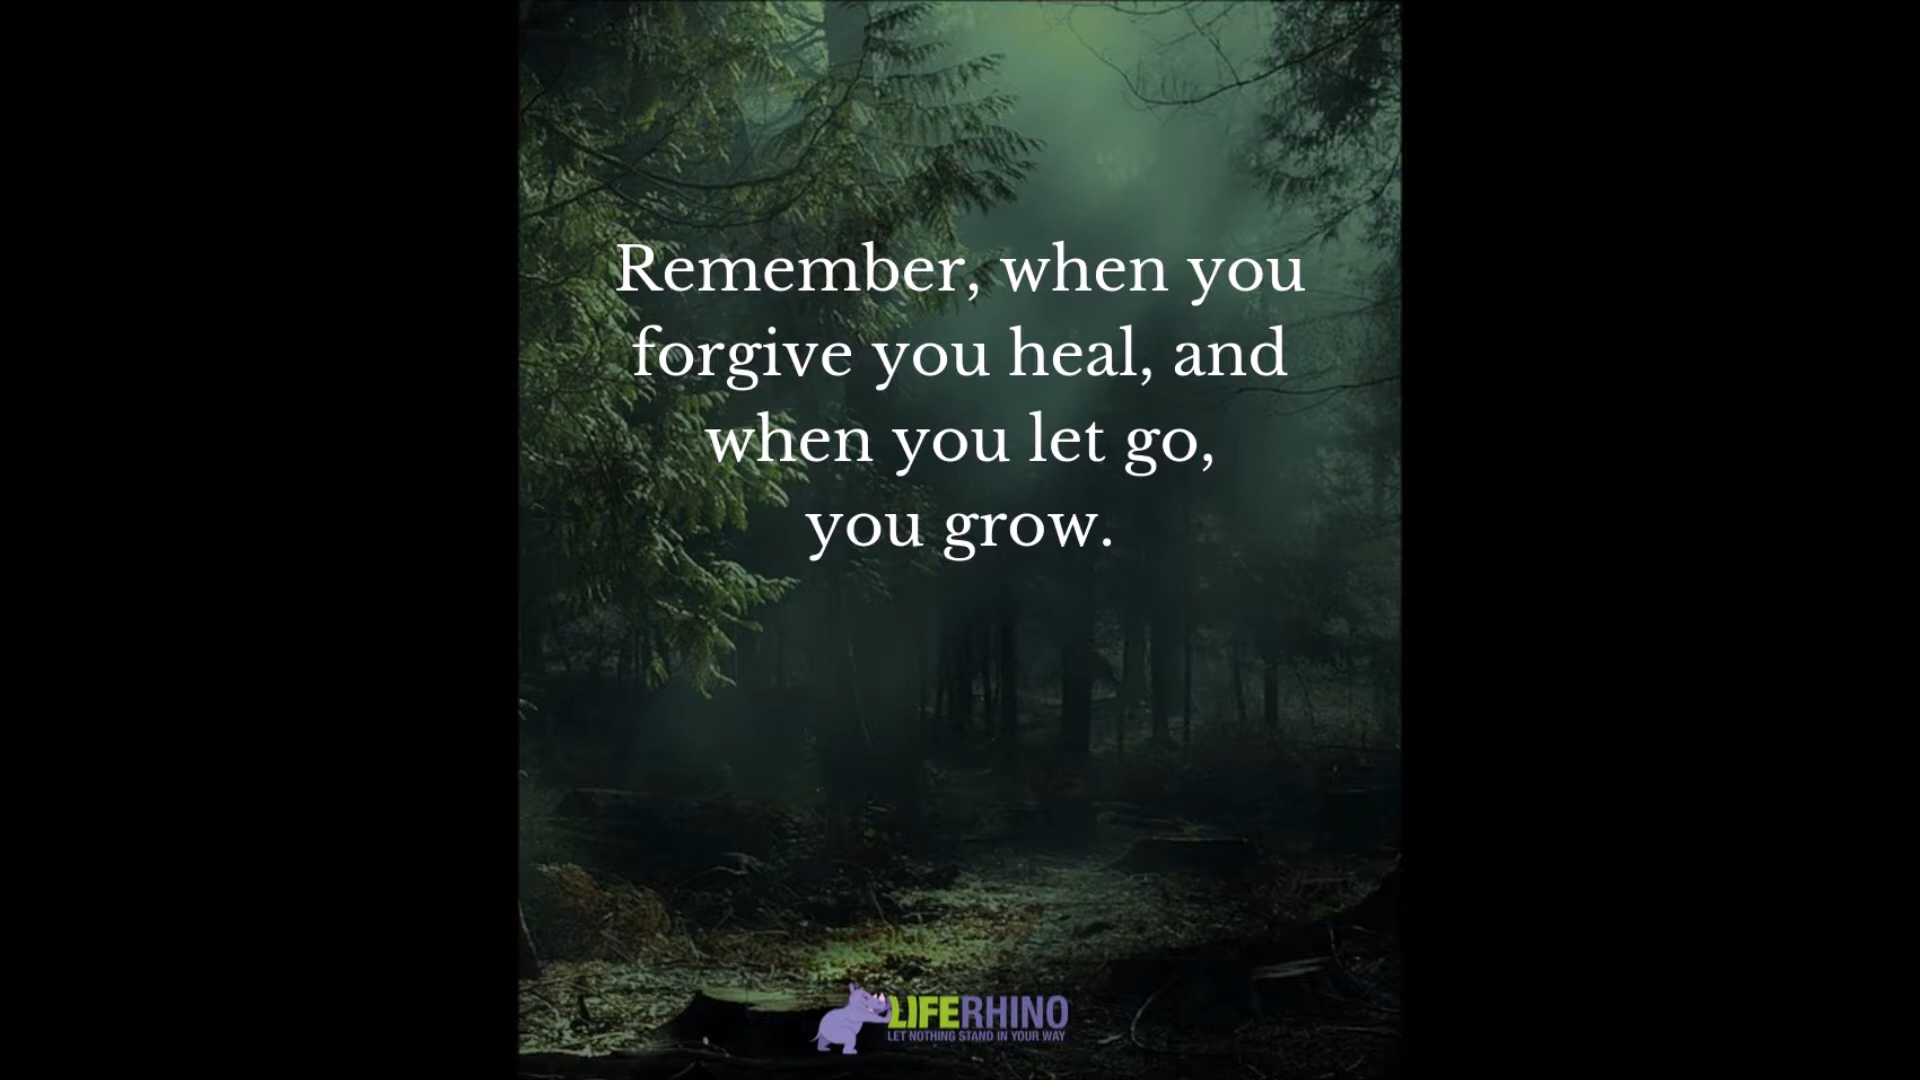 Remember, when you
forgive you heal, and
when you let go,
you grow.
LIFERHINO
LET NOTHING STAND IN YOUR WAY